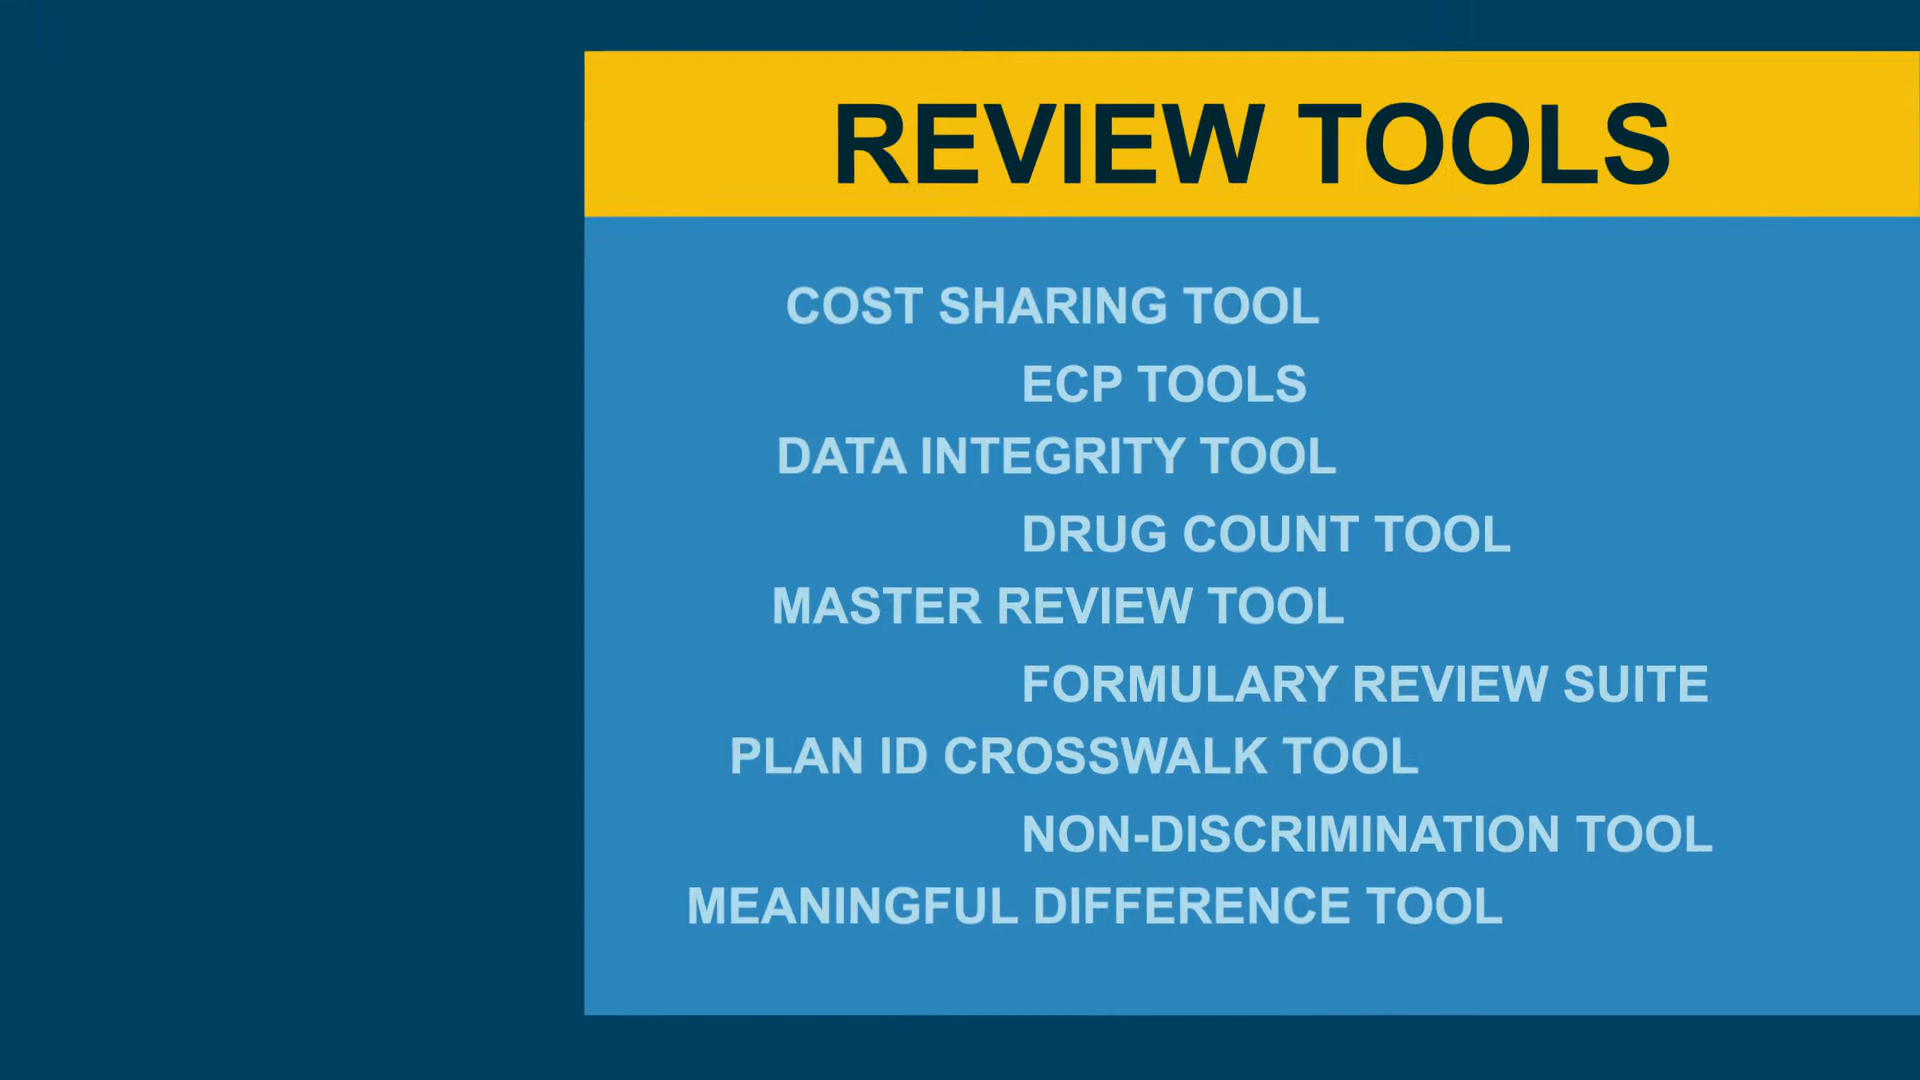 REVIEW TOOLS
COST SHARING TOOL
ECP TOOLS
DATA INTEGRITY TOOL
DRUG COUNT TOOL
MASTER REVIEW TOOL
FORMULARY REVIEW SUITE
PLAN ID CROSSWALK TOOL
NON-DISCRIMINATION TOOL
MEANINGFUL DIFFERENCE TOOL